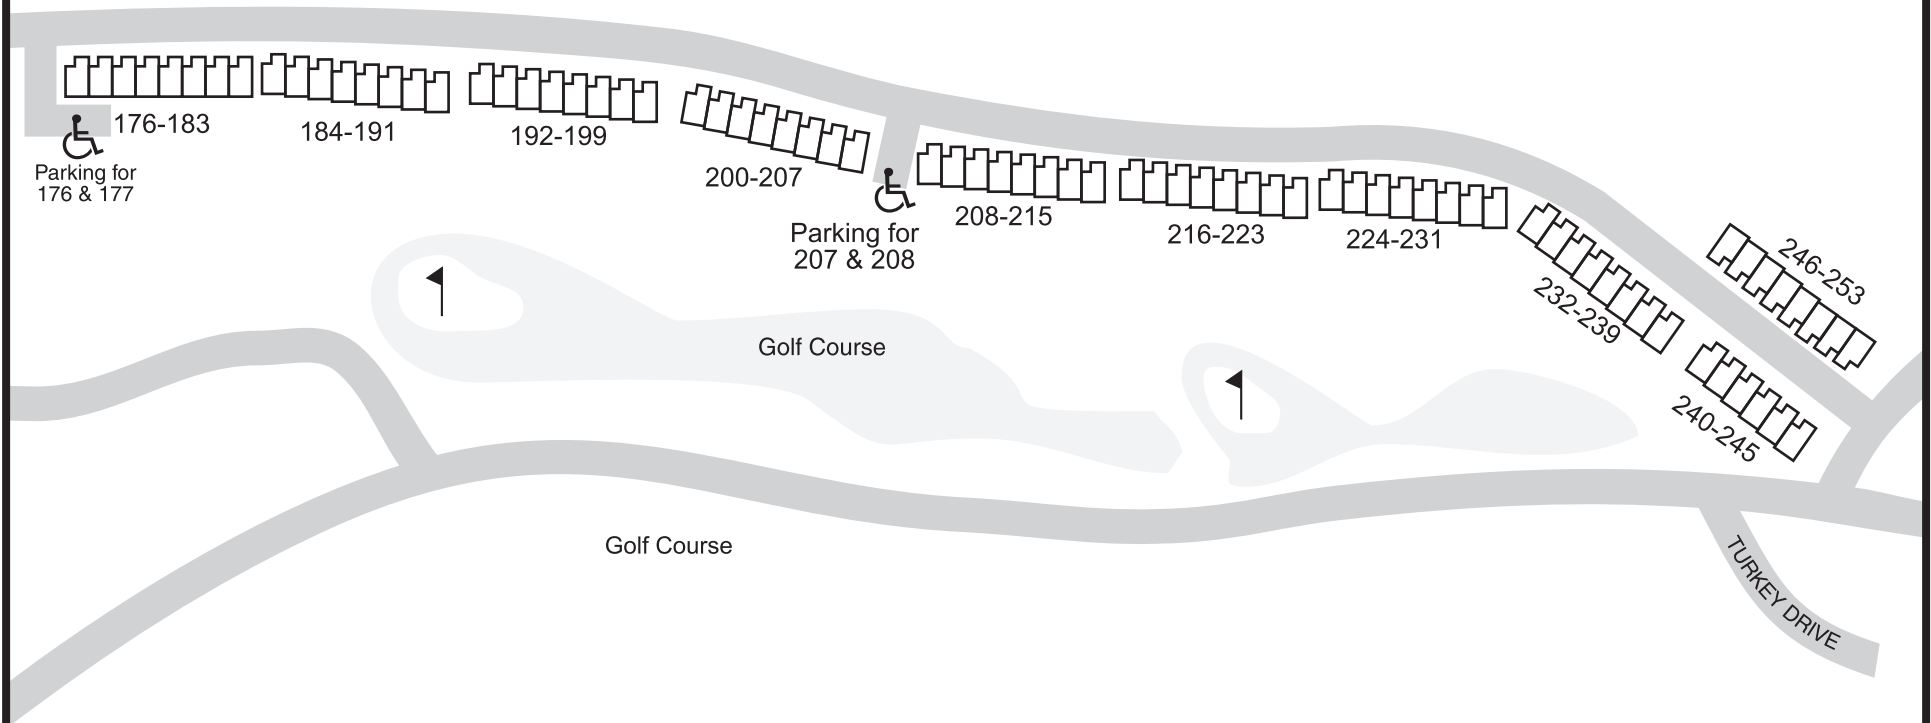 176-183
184-191
192-199
200-207
Parking for
176 & 177
208-215
216-223
224-231
Parking for
207 & 208
246-253
232-239
240-245
Golf Course
Golf Course
TURKEY DRIVE